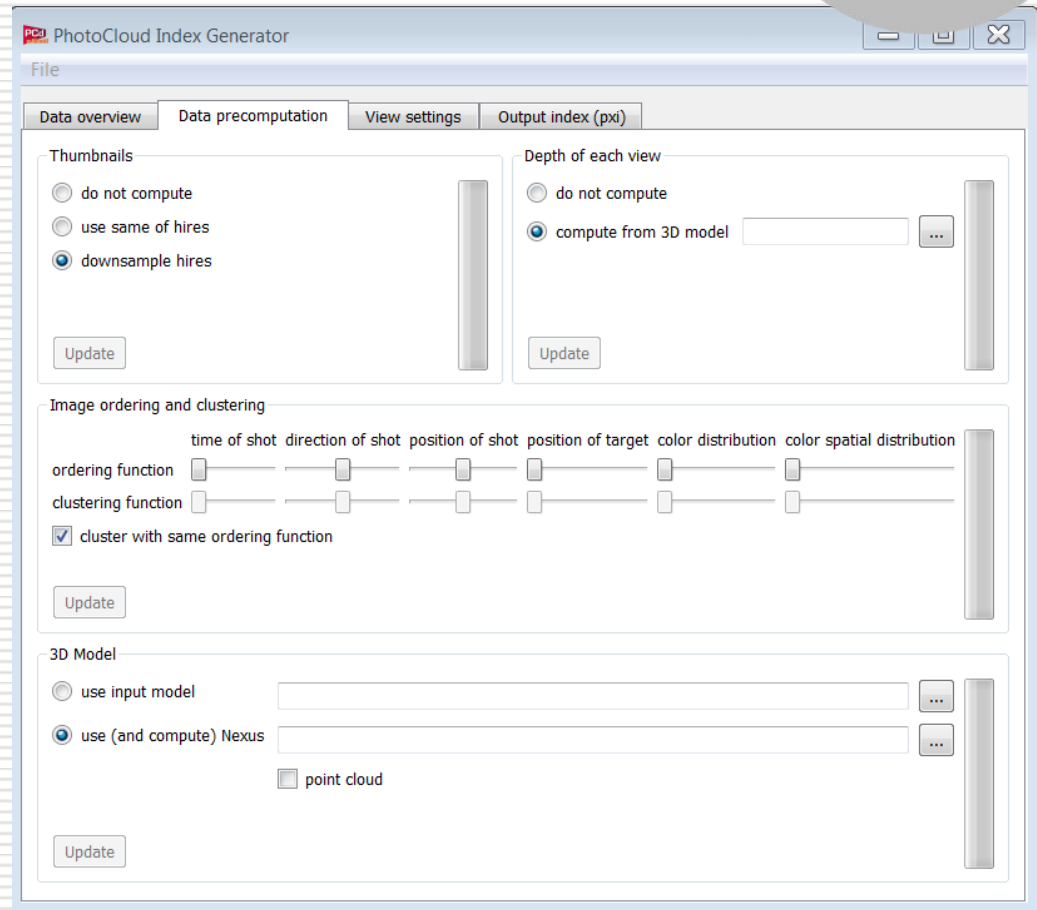 PhotoCloud Index Generator
File
Data overview Data precomputation View settings Output index (pxi)
Thumbnails
do not compute
use same of hires
downsample hires
Update
Depth of each view
do not compute
compute from 3D model ...
Update
Image ordering and clustering
time of shot direction of shot position of shot position of target color distribution color spatial distribution
ordering function
clustering function
cluster with same ordering function
Update
3D Model
use input model ...
use (and compute) Nexus ...
point cloud
Update